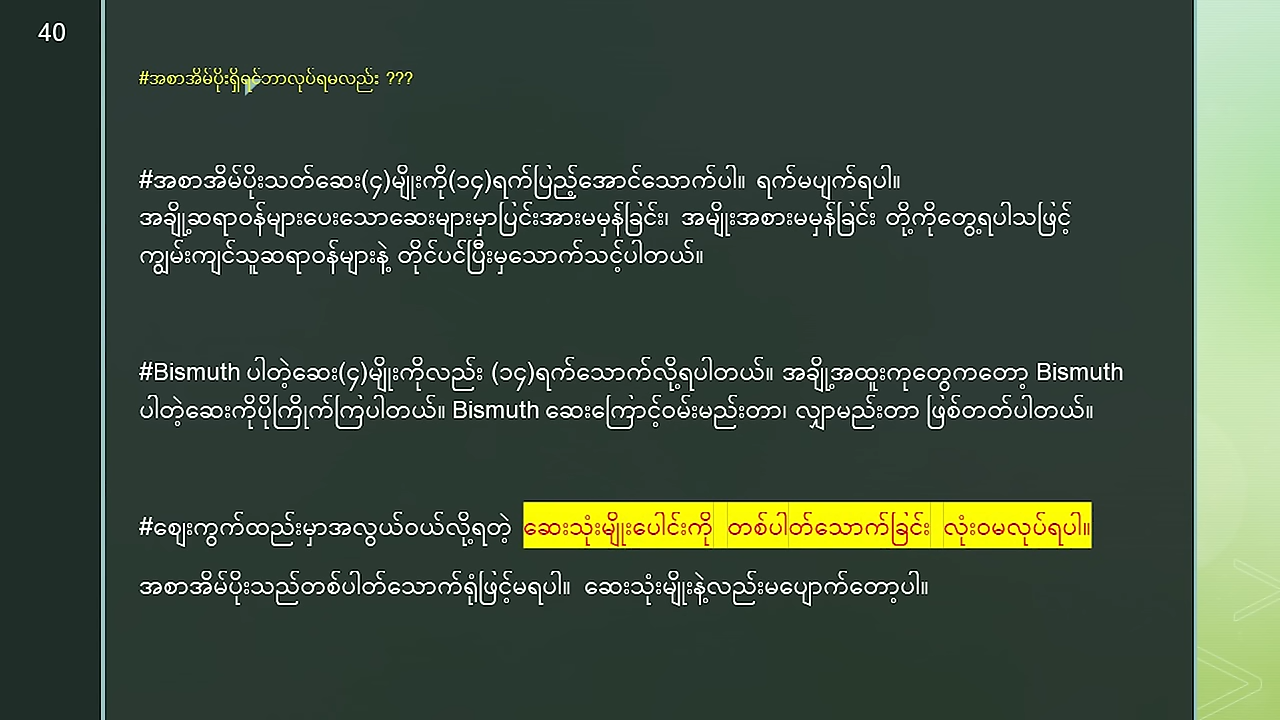 40
#အစာအိမ်ပိုးရှိရင်ဘာလုပ်ရမလည်း ???
#အစာအိမ်ပိုးသတ်ဆေး(၄)မျိုးကို(၁၄)ရက်ပြည့်အောင်သောက်ပါ။ ရက်မပျက်ရပါ။
အချို့ဆရာဝန်များပေးသောဆေးများမှာပြင်းအားမမှန်ခြင်း၊ အမျိုးအစားမမှန်ခြင်း တို့ကိုတွေ့ရပါသဖြင့်
ကျွမ်းကျင်သူဆရာဝန်များနဲ့ တိုင်ပင်ပြီးမှသောက်သင့်ပါတယ်။
#Bismuth ပါတဲ့ဆေး(၄)မျိုးကိုလည်း (၁၄)ရက်သောက်လို့ရပါတယ်။ အချို့အထူးကုတွေကတော့ Bismuth
ပါတဲ့ဆေးကိုပိုကြိုက်ကြပါတယ်။ Bismuth ဆေးကြောင့်ဝမ်းမည်းတာ၊ လျှာမည်းတာ ဖြစ်တတ်ပါတယ်။
#ဈေးကွက်ထည်းမှာအလွယ်ဝယ်လို့ရတဲ့ ဆေးသုံးမျိုးပေါင်းကို တစ်ပါတ်သောက်ခြင်း လုံးဝမလုပ်ရပါ။
အစာအိမ်ပိုးသည်တစ်ပါတ်သောက်ရုံဖြင့်မရပါ။ ဆေးသုံးမျိုးနဲ့လည်းမပျောက်တော့ပါ။